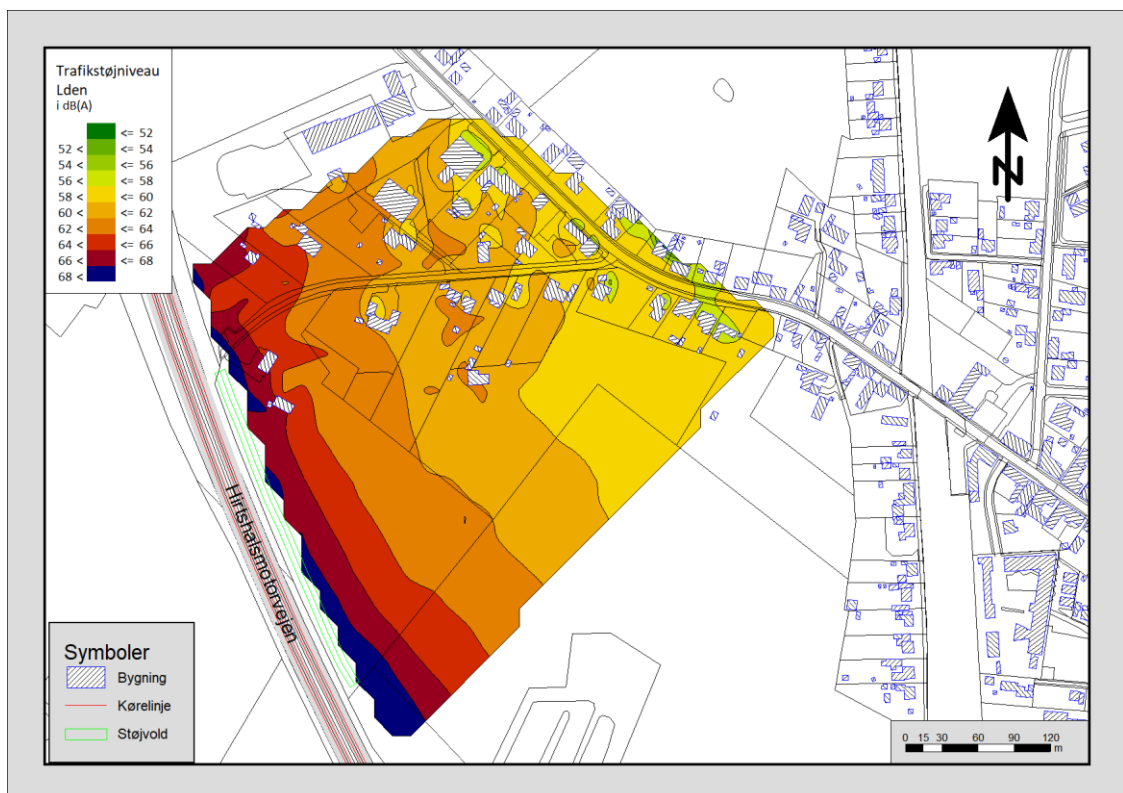 Trafikstøjniveau
Lden
i dB(A)
<= 52
52 < <= 54
54 < <= 56
56 < <= 58
58 < <= 60
60 < <= 62
62 < <= 64
64 < <= 66
66 < <= 68
68 <
N
Hirtshalsmotorvejen
Symboler
Bygning
Kørelinje
Støjvold
0 15 30 60 90 120
m